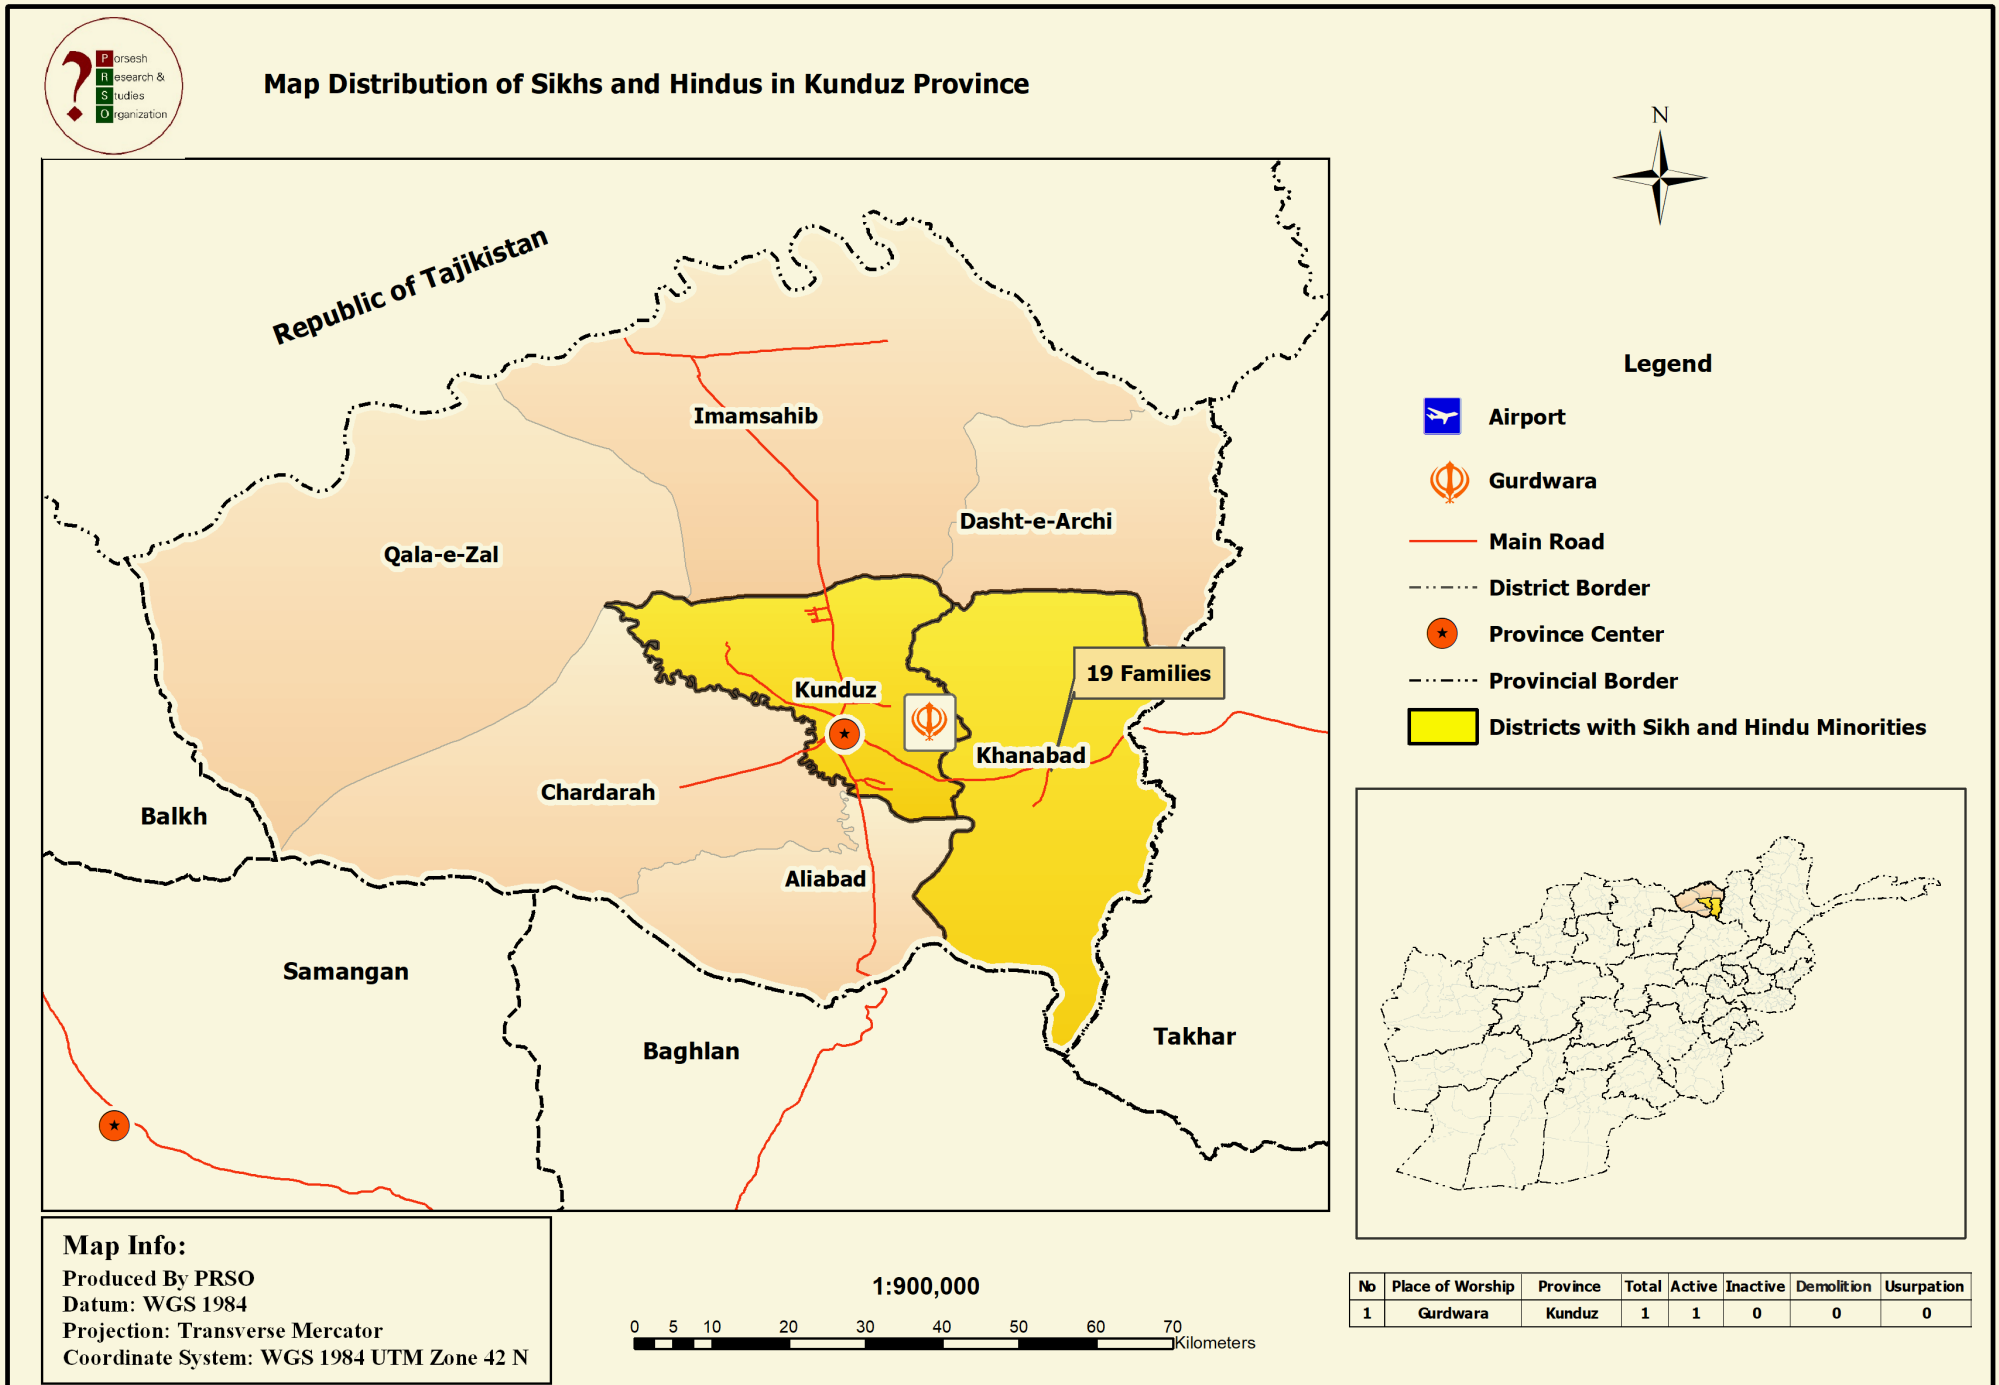 Porsesh
Research &
Studies
Organization
Map Distribution of Sikhs and Hindus in Kunduz Province
N
Republic of Tajikistan
Imamsahib
Dasht-e-Archi
Qala-e-Zal
19 Families
Kunduz
Khanabad
Chardarah
Balkh
Aliabad
Samangan
Takhar
Baghlan
Legend
Airport
Gurdwara
Main Road
District Border
Province Center
Provincial Border
Districts with Sikh and Hindu Minorities
Map Info:
Produced By PRSO
Datum: WGS 1984
Projection: Transverse Mercator
Coordinate System: WGS 1984 UTM Zone 42 N
1:900,000
0 5 10 20 30 40 50 60 70
Kilometers
No Place of Worship Province Total Active Inactive Demolition Usurpation
1 Gurdwara Kunduz 1 1 0 0 0